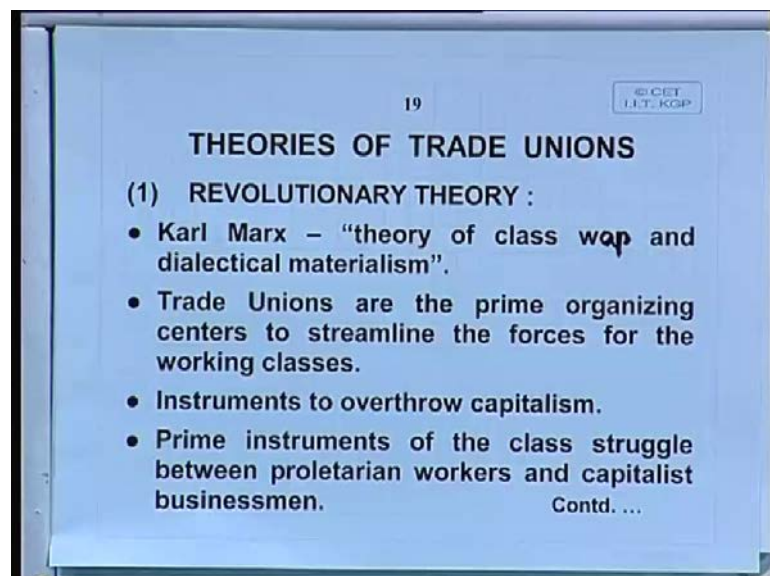 19
© CET
I.I.T. KGP
THEORIES OF TRADE UNIONS
(1) REVOLUTIONARY THEORY :
● Karl Marx – “theory of class wap and
dialectical materialism”.
● Trade Unions are the prime organizing
centers to streamline the forces for the
working classes.
● Instruments to overthrow capitalism.
● Prime instruments of the class struggle
between proletarian workers and capitalist
businessmen.
Contd. ...